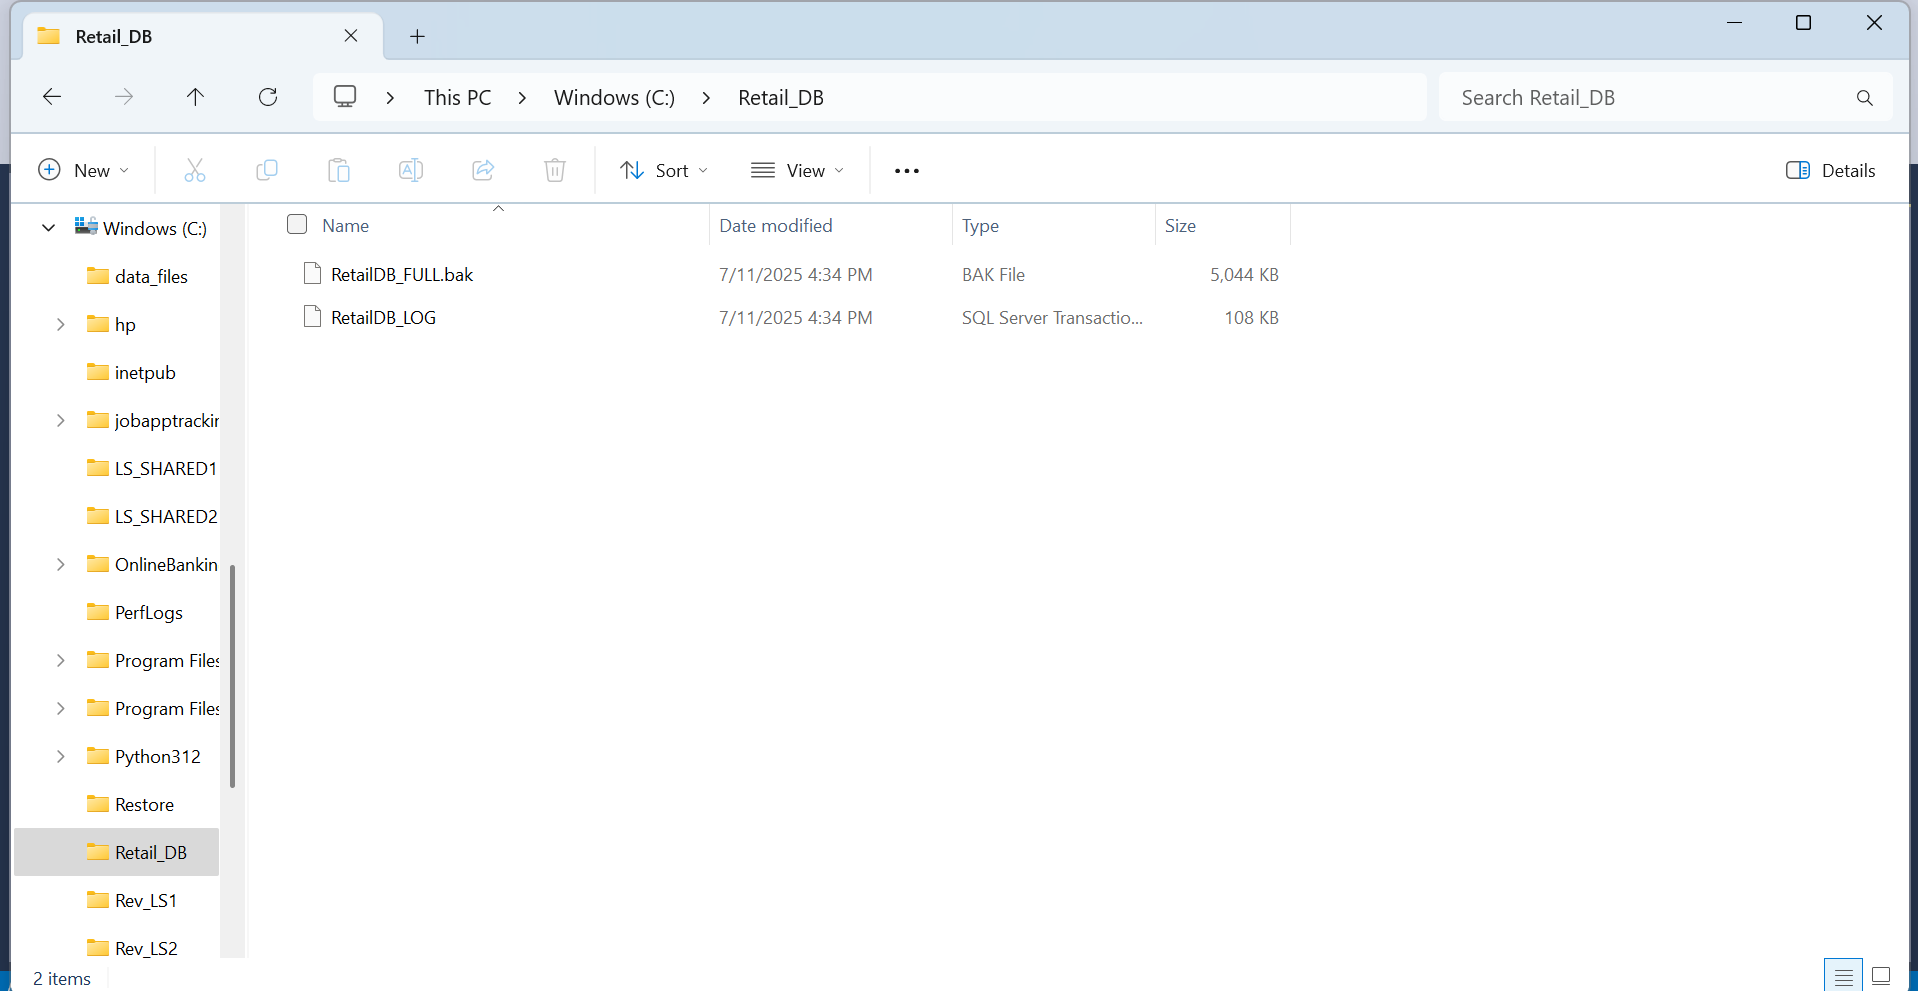 Retail_DB
This PC > Windows (C:) > Retail_DB
Search Retail_DB
New
Sort
View
Details
Windows (C:)
data_files
hp
inetpub
jobapptrackin
LS_SHARED1
LS_SHARED2
OnlineBankin
PerfLogs
Program Files
Program Files
Python312
Restore
Retail_DB
Rev_LS1
Rev_LS2
Name Date modified Type Size
RetailDB_FULL.bak 7/11/2025 4:34 PM BAK File 5,044 KB
RetailDB_LOG 7/11/2025 4:34 PM SQL Server Transactio... 108 KB
2 items